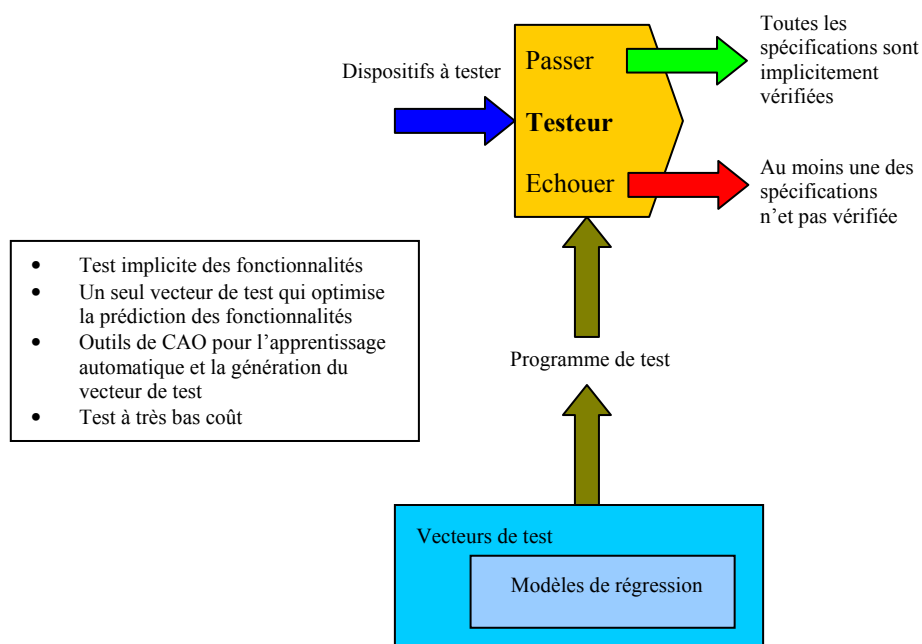 Toutes les
spécifications sont
implicitement
vérifiées
Passer
Dispositifs à tester
Testeur
Echouer
Au moins une des
spécifications
n'et pas vérifiée
• Test implicite des fonctionnalités
• Un seul vecteur de test qui optimise
la prédiction des fonctionnalités
• Outils de CAO pour l'apprentissage
automatique et la génération du
vecteur de test
• Test à très bas coût
Programme de test
Vecteurs de test
Modèles de régression